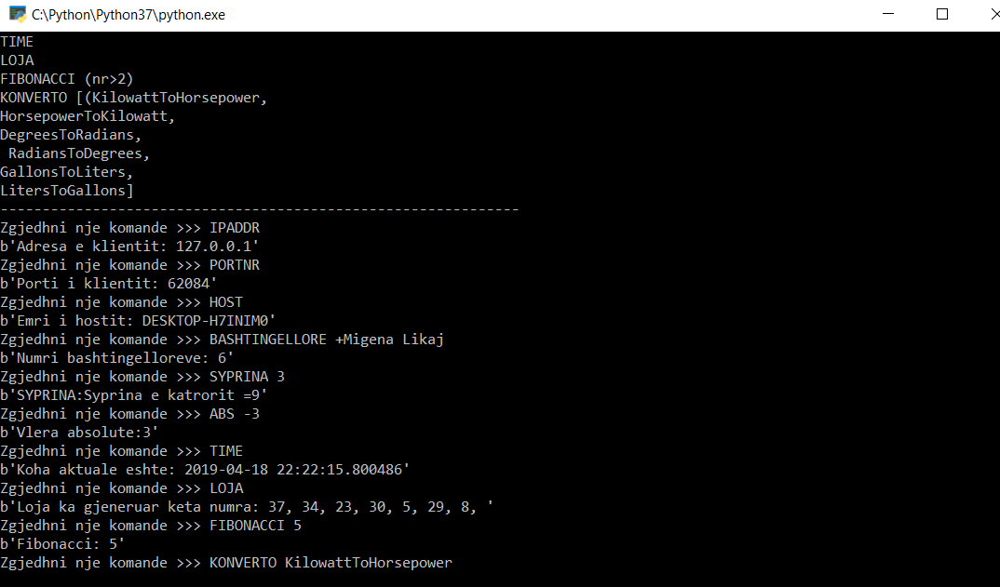 C:\Python\Python37\python.exe
TIME
LOJA
FIBONACCI (nr>2)
KONVERTO [(KilowattToHorsepower,
HorsepowerToKilowatt,
DegreesToRadians,
 RadiansToDegrees,
GallonsToLiters,
LitersToGallons]
--------------------------------------------------------------
Zgjedhni nje komande >>> IPADDR
b'Adresa e klientit: 127.0.0.1'
Zgjedhni nje komande >>> PORTNR
b'Porti i klientit: 62084'
Zgjedhni nje komande >>> HOST
b'Emri i hostit: DESKTOP-H7INIM0'
Zgjedhni nje komande >>> BASHTINGELLORE +Migena Likaj
b'Numri bashtingelloreve: 6'
Zgjedhni nje komande >>> SYPRINA 3
b'SYPRINA:Syprina e katrorit =9'
Zgjedhni nje komande >>> ABS -3
b'Vlera absolute:3'
Zgjedhni nje komande >>> TIME
b'Koha aktuale eshte: 2019-04-18 22:22:15.800486'
Zgjedhni nje komande >>> LOJA
b'Loja ka gjeneruar keta numra: 37, 34, 23, 30, 5, 29, 8, '
Zgjedhni nje komande >>> FIBONACCI 5
b'Fibonacci: 5'
Zgjedhni nje komande >>> KONVERTO KilowattToHorsepower